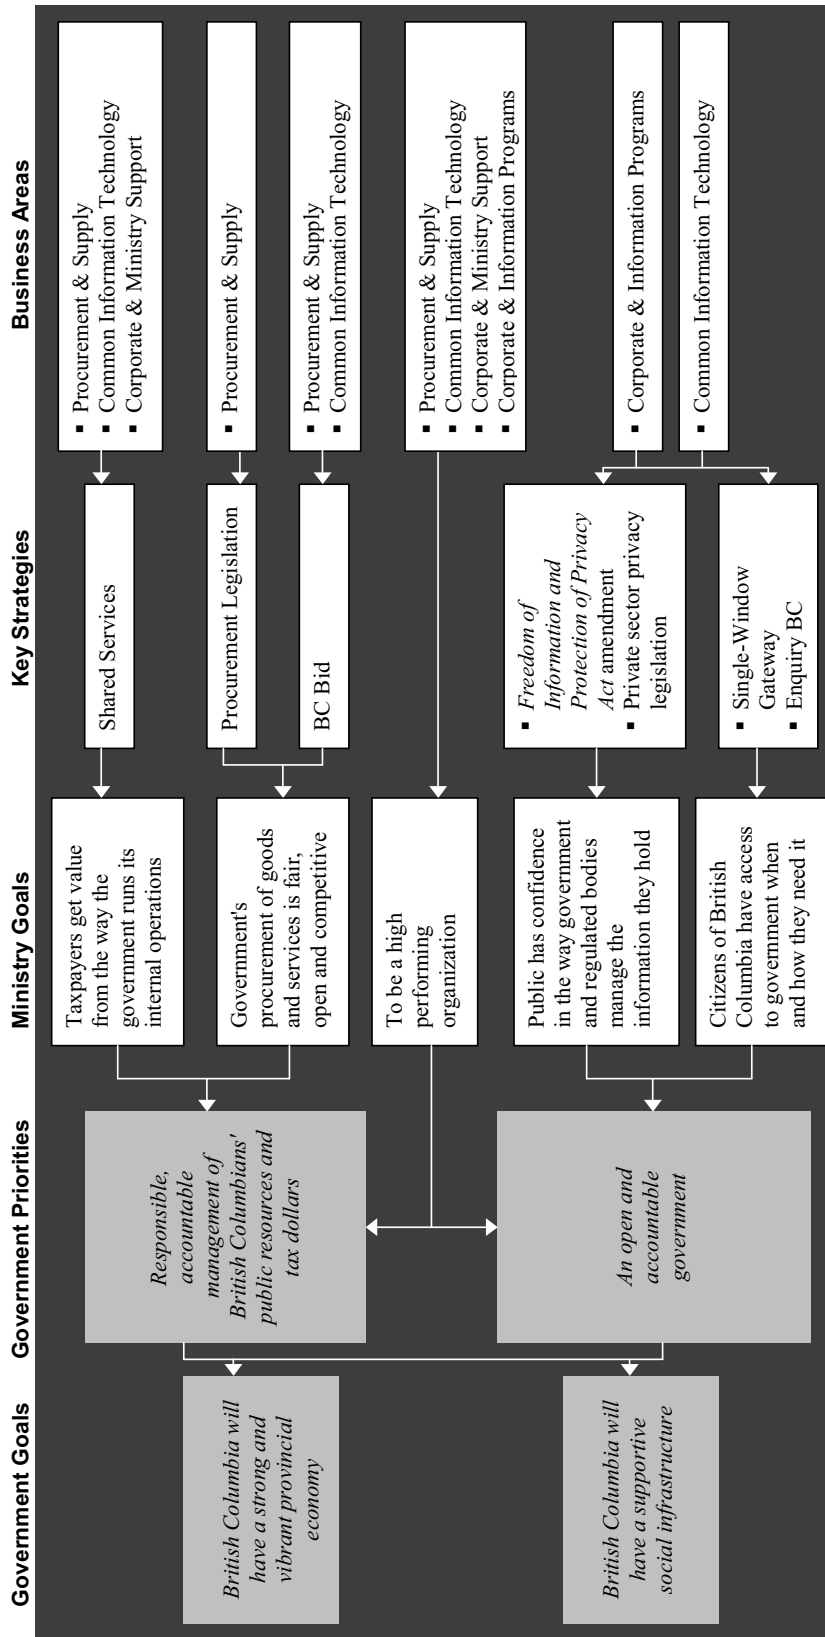 Government Goals
Government Priorities
Ministry Goals
Key Strategies
Business Areas
British Columbia will
have a strong and
vibrant provincial
economy
British Columbia will
have a supportive
social infrastructure
Responsible,
accountable
management of
British Columbians'
public resources and
tax dollars
An open and
accountable
government
Taxpayers get value
from the way the
government runs its
internal operations
Government's
procurement of goods
and services is fair,
open and competitive
To be a high
performing
organization
Public has confidence
in the way government
and regulated bodies
manage the
information they hold
Citizens of British
Columbia have access
to government when
and how they need it
Shared Services
Procurement Legislation
BC Bid
▪ Freedom of
Information and
Protection of Privacy
Act amendment
▪ Private sector privacy
legislation
▪ Single-Window
Gateway
▪ Enquiry BC
▪ Procurement & Supply
▪ Common Information Technology
▪ Corporate & Ministry Support
▪ Procurement & Supply
▪ Procurement & Supply
▪ Common Information Technology
▪ Procurement & Supply
▪ Common Information Technology
▪ Corporate & Ministry Support
▪ Corporate & Information Programs
▪ Corporate & Information Programs
▪ Common Information Technology